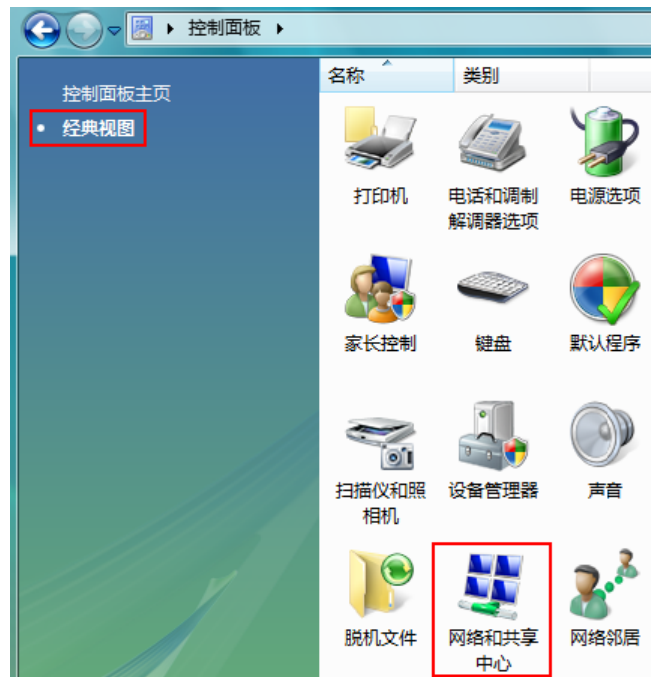 控制面板
控制面板主页
经典视图
名称 类别
打印机
电话和调制
解调器选项
电源选项
家长控制
键盘
默认程序
扫描仪和照
相机
设备管理器
声音
脱机文件
网络和共享
中心
网络邻居